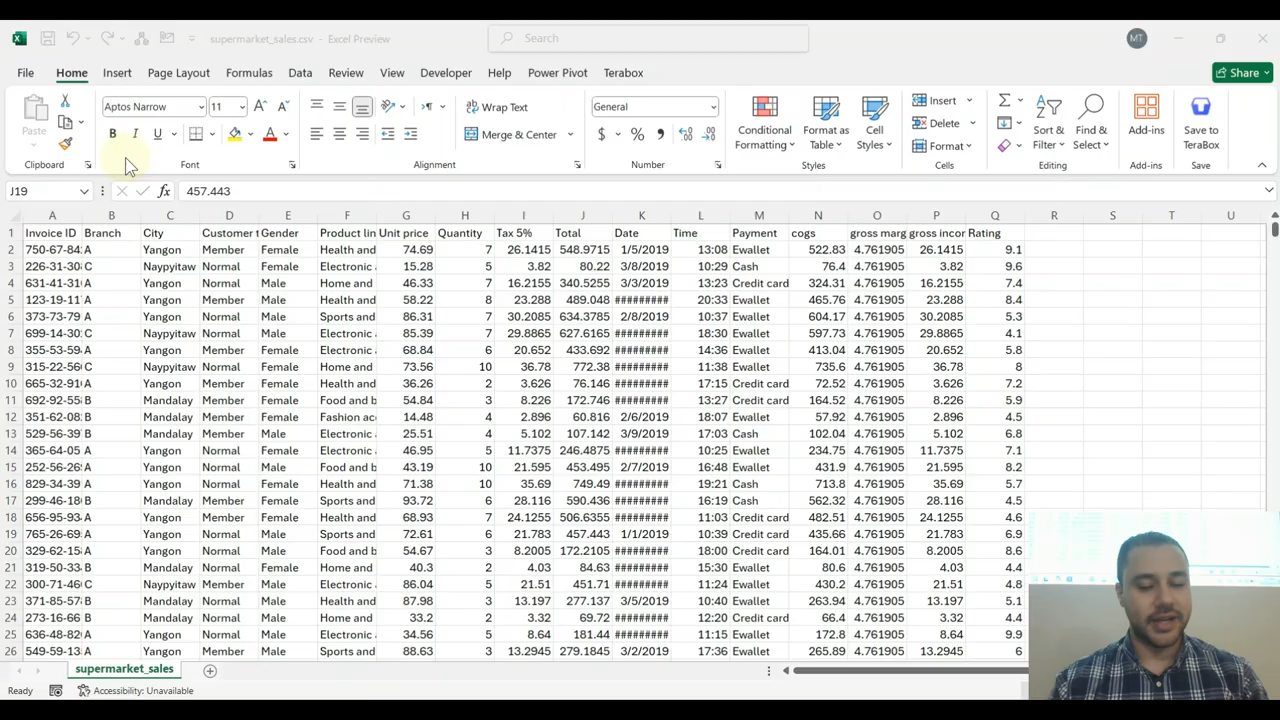 supermarket_sales.csv - Excel Preview Search MT
File Home Insert Page Layout Formulas Data Review View Developer Help Power Pivot Terabox Share
Paste Aptos Narrow 11 Wrap Text General Conditional Formatting Format as Table Cell Styles Insert Sort & Filter Find & Select Add-ins Save to TeraBox
B I U Merge & Center $ % Delete
Format
Clipboard Font Alignment Number Styles Cells Editing Add-ins Save
J19 fx 457.443
A B C D E F G H I J K L M N O P Q R S T U
1 Invoice ID Branch City Customer t Gender Product lin Unit price Quantity Tax 5% Total Date Time Payment cogs gross marg gross incor Rating
2 750-67-84 A Yangon Member Female Health and 74.69 7 26.1415 548.9715 1/5/2019 13:08 Ewallet 522.83 4.761905 26.1415 9.1
3 226-31-30 C Naypyitaw Normal Female Electronic 15.28 5 3.82 80.22 3/8/2019 10:29 Cash 76.4 4.761905 3.82 9.6
4 631-41-31 A Yangon Normal Male Home and 46.33 7 16.2155 340.5255 3/3/2019 13:23 Credit card 324.31 4.761905 16.2155 7.4
5 123-19-11 A Yangon Member Male Health and 58.22 8 23.288 489.048 ######### 20:33 Ewallet 465.76 4.761905 23.288 8.4
6 373-73-79 A Yangon Normal Male Sports and 86.31 7 30.2085 634.3785 2/8/2019 10:37 Ewallet 604.17 4.761905 30.2085 5.3
7 699-14-30 C Naypyitaw Normal Male Electronic 85.39 7 29.8865 627.6165 ######### 18:30 Ewallet 597.73 4.761905 29.8865 4.1
8 355-53-59 A Yangon Member Female Electronic 68.84 6 20.652 433.692 ######### 14:36 Ewallet 413.04 4.761905 20.652 5.8
9 315-22-56 C Naypyitaw Normal Female Home and 73.56 10 36.78 772.38 ######### 11:38 Ewallet 735.6 4.761905 36.78 8
10 665-32-91 A Yangon Member Female Health and 36.26 2 3.626 76.146 ######### 17:15 Credit card 72.52 4.761905 3.626 7.2
11 692-92-55 B Mandalay Member Female Food and b 54.84 3 8.226 172.746 ######### 13:27 Credit card 164.52 4.761905 8.226 5.9
12 351-62-08 B Mandalay Member Female Fashion ac 14.48 4 2.896 60.816 2/6/2019 18:07 Ewallet 57.92 4.761905 2.896 4.5
13 529-56-39 B Mandalay Member Male Electronic 25.51 4 5.102 107.142 3/9/2019 17:03 Cash 102.04 4.761905 5.102 6.8
14 365-64-05 A Yangon Normal Female Electronic 46.95 5 11.7375 246.4875 ######### 10:25 Ewallet 234.75 4.761905 11.7375 7.1
15 252-56-26 A Yangon Normal Male Food and b 43.19 10 21.595 453.495 2/7/2019 16:48 Ewallet 431.9 4.761905 21.595 8.2
16 829-34-39 A Yangon Normal Female Health and 71.38 10 35.69 749.49 ######### 19:21 Cash 713.8 4.761905 35.69 5.7
17 299-46-18 B Mandalay Member Female Sports and 93.72 6 28.116 590.436 ######### 16:19 Cash 562.32 4.761905 28.116 4.5
18 656-95-93 A Yangon Member Female Health and 68.93 7 24.1255 506.6355 ######### 11:03 Credit card 482.51 4.761905 24.1255 4.6
19 765-26-69 A Yangon Normal Male Sports and 72.61 6 21.783 457.443 1/1/2019 10:39 Credit card 435.66 4.761905 21.783 6.9
20 329-62-15 A Yangon Normal Male Food and b 54.67 3 8.2005 172.2105 ######### 18:00 Credit card 164.01 4.761905 8.2005 8.6
21 319-50-33 B Mandalay Normal Female Home and 40.3 2 4.03 84.63 ######### 15:30 Ewallet 80.6 4.761905 4.03 4.4
22 300-71-46 C Naypyitaw Member Male Electronic 86.04 5 21.51 451.71 ######### 11:24 Ewallet 430.2 4.761905 21.51 4.8
23 371-85-57 B Mandalay Normal Male Health and 87.98 3 13.197 277.137 3/5/2019 10:40 Ewallet 263.94 4.761905 13.197 5.1
24 273-16-66 B Mandalay Normal Male Home and 33.2 2 3.32 69.72 ######### 12:20 Credit card 66.4 4.761905 3.32 4.4
25 636-48-82 A Yangon Normal Male Electronic 34.56 5 8.64 181.44 ######### 11:15 Ewallet 172.8 4.761905 8.64 9.9
26 549-59-13 A Yangon Normal Male Sports and 88.63 3 13.2945 279.1845 3/2/2019 17:36 Ewallet 265.89 4.761905 13.2945 6
supermarket_sales
Ready Accessibility: Unavailable